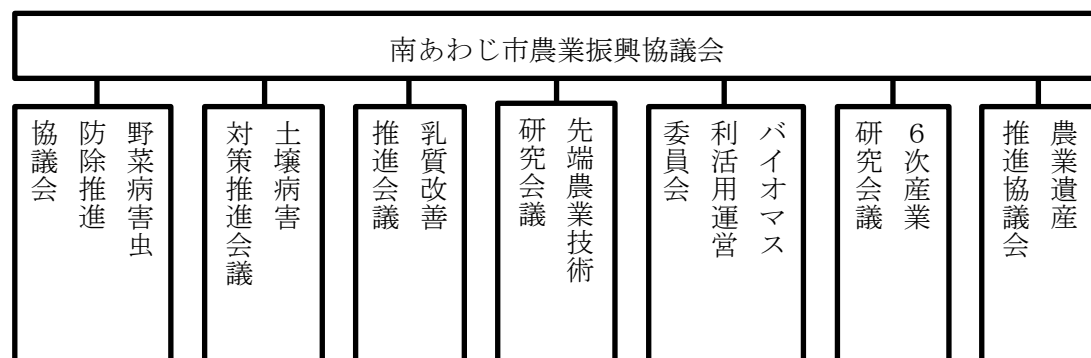 南あわじ市農業振興協議会
野菜病害虫
防除推進
協議会
土壌病害
対策推進会議
乳質改善
推進会議
先端農業技術
研究会議
バイオマス
利活用運営
委員会
６次産業
研究会議
農業遺産
推進協議会